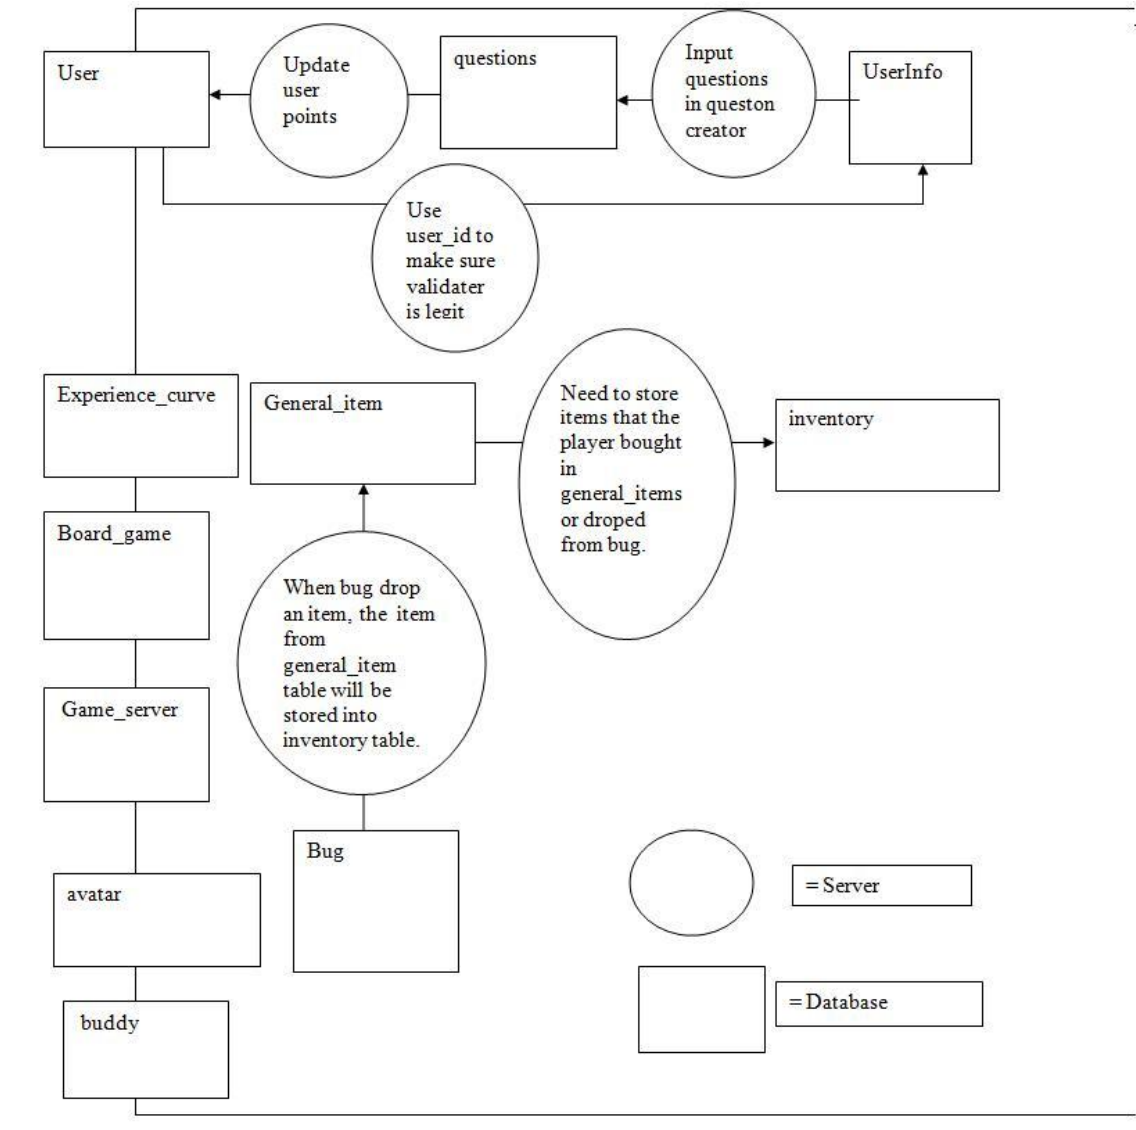 User
Update
user
points
questions
Input
questions
in queston
creator
UserInfo
Use
user_id to
make sure
validater
is legit
Experience_curve
General_item
Need to store
items that the
player bought
in
general_items
or droped
from bug.
inventory
Board_game
When bug drop
an item, the item
from
general_item
table will be
stored into
inventory table.
Game_server
Bug
avatar
= Server
buddy
= Database